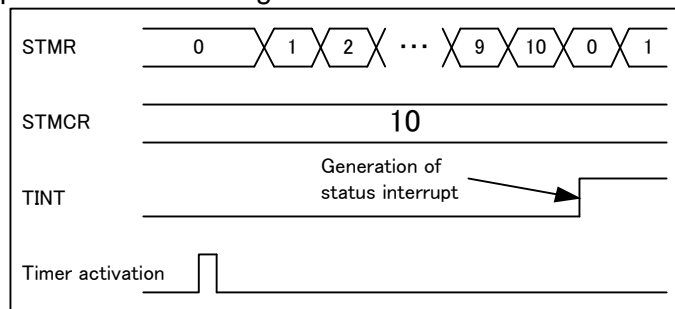 STMR 0 1 2 ··· 9 10 0 1
STMCR 10
Generation of
status interrupt
TINT
Timer activation